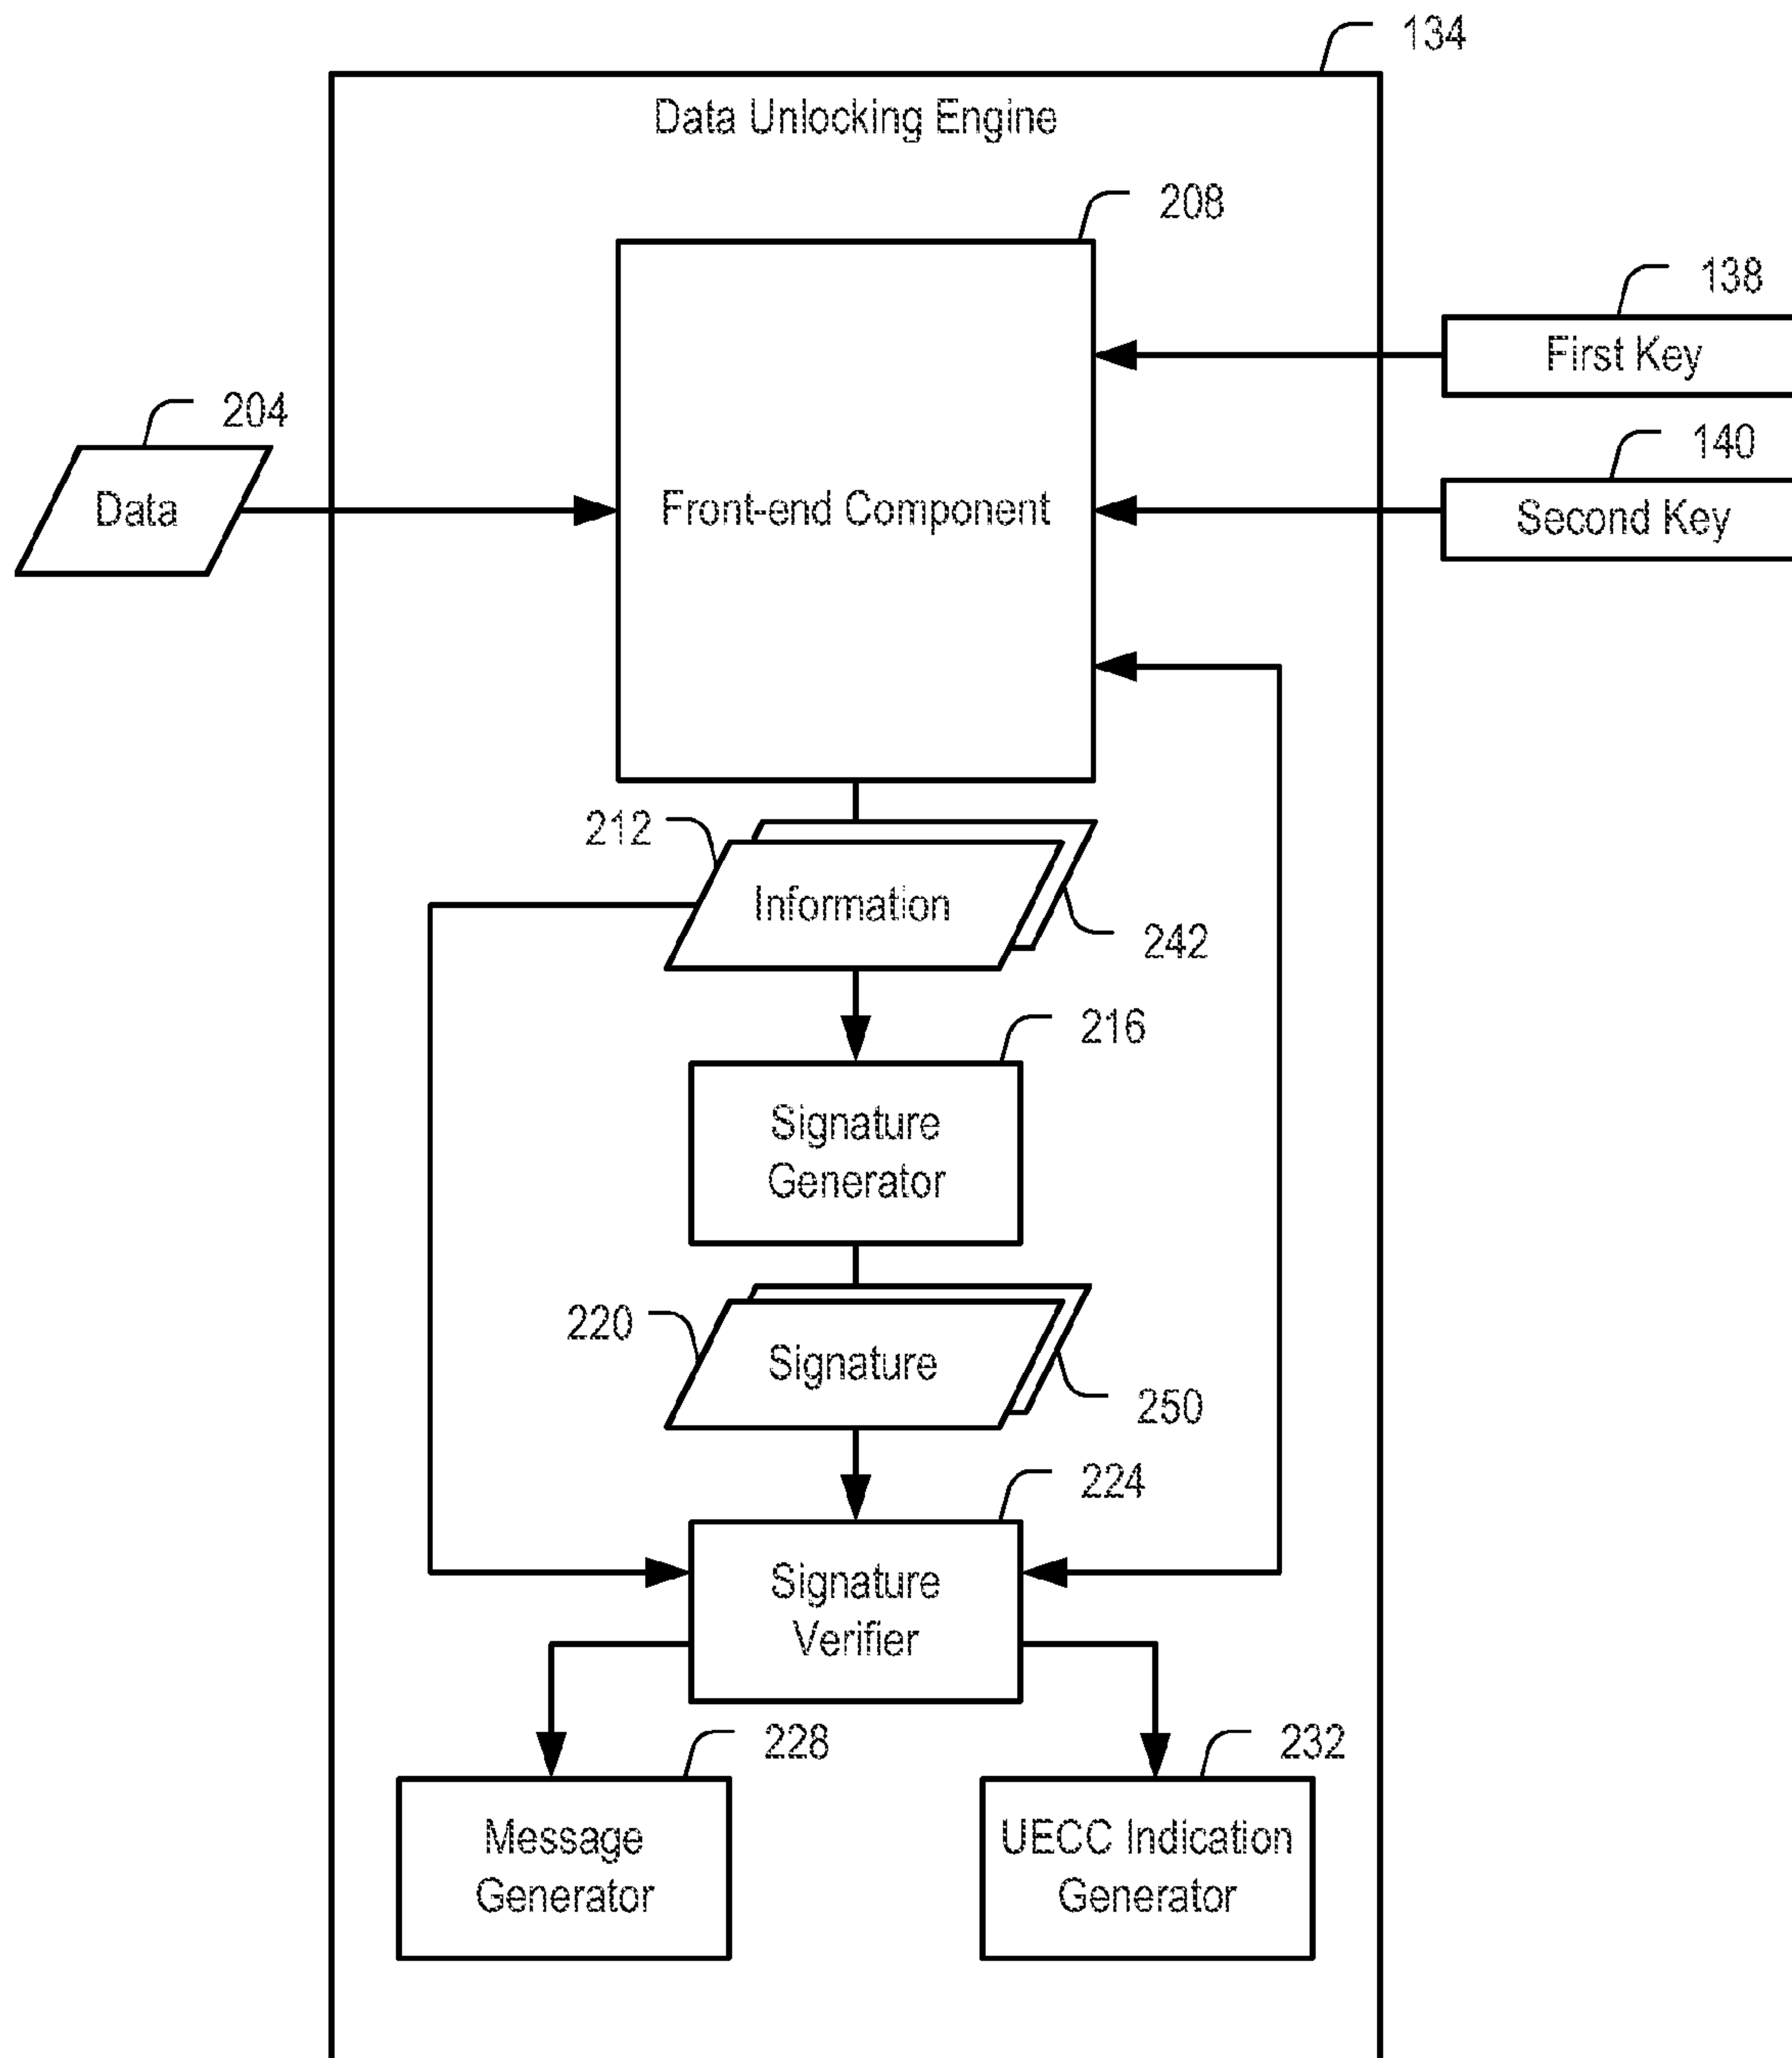 134
Data Unlocking Engine
208
138
First Key
204
140
Data
Front-end Component
Second Key
212
Information
242
216
Signature
Generator
220
Signature
250
224
Signature
Verifier
228
232
Message
Generator
UECC Indication
Generator